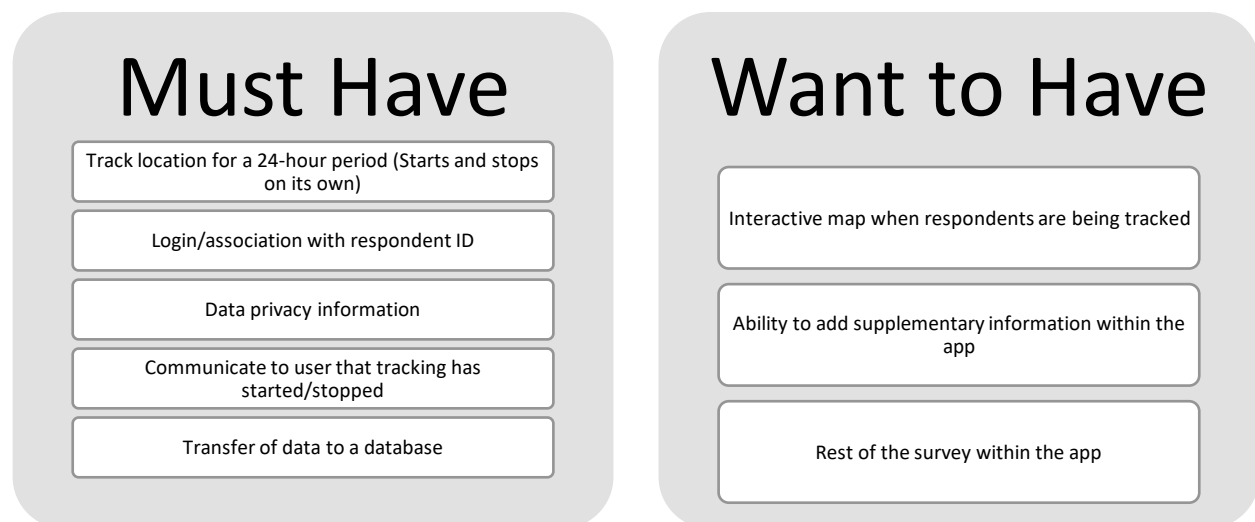 Must Have
Track location for a 24-hour period (Starts and stops
on its own)
Login/association with respondent ID
Data privacy information
Communicate to user that tracking has
started/stopped
Transfer of data to a database
Want to Have
Interactive map when respondents are being tracked
Ability to add supplementary information within the
app
Rest of the survey within the app